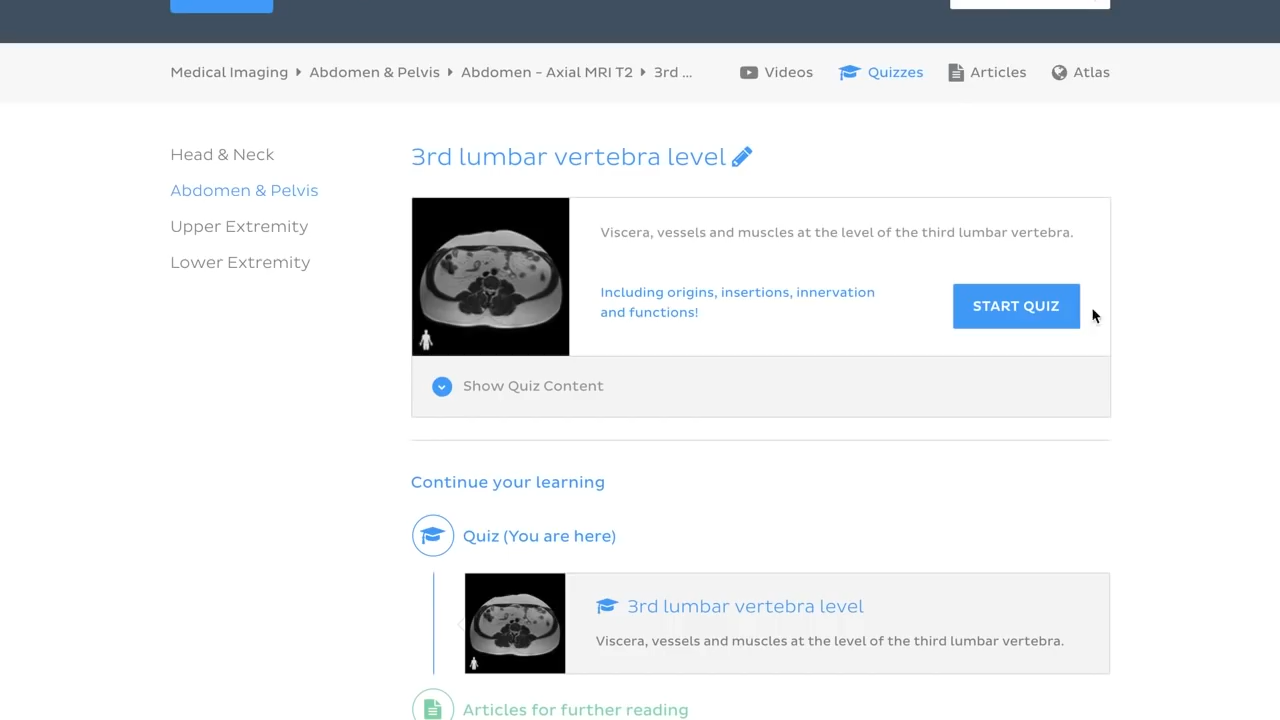 Medical Imaging Abdomen & Pelvis Abdomen - Axial MRI T2 3rd ...
Videos Quizzes Articles Atlas
Head & Neck
Abdomen & Pelvis
Upper Extremity
Lower Extremity
3rd lumbar vertebra level
Viscera, vessels and muscles at the level of the third lumbar vertebra.
Including origins, insertions, innervation
and functions!
START QUIZ
Show Quiz Content
Continue your learning
Quiz (You are here)
3rd lumbar vertebra level
Viscera, vessels and muscles at the level of the third lumbar vertebra.
Articles for further reading